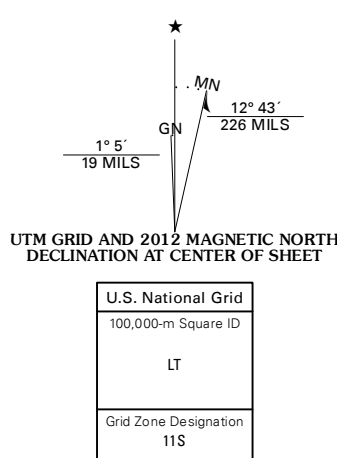 ★
MN
GN
12° 43´
226 MILS
1° 5´
19 MILS
UTM GRID AND 2012 MAGNETIC NORTH
DECLINATION AT CENTER OF SHEET
U.S. National Grid
100,000-m Square ID
LT
Grid Zone Designation
11S